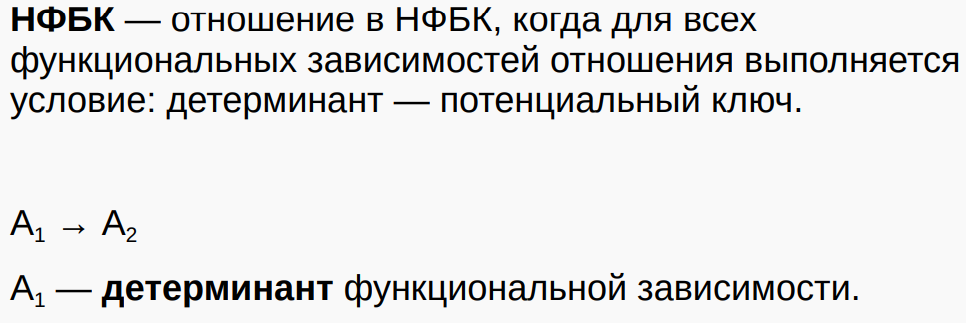 НФБК — отношение в НФБК, когда для всех
функциональных зависимостей отношения выполняется
условие: детерминант — потенциальный ключ.
A₁ → A₂
A₁ — детерминант функциональной зависимости.